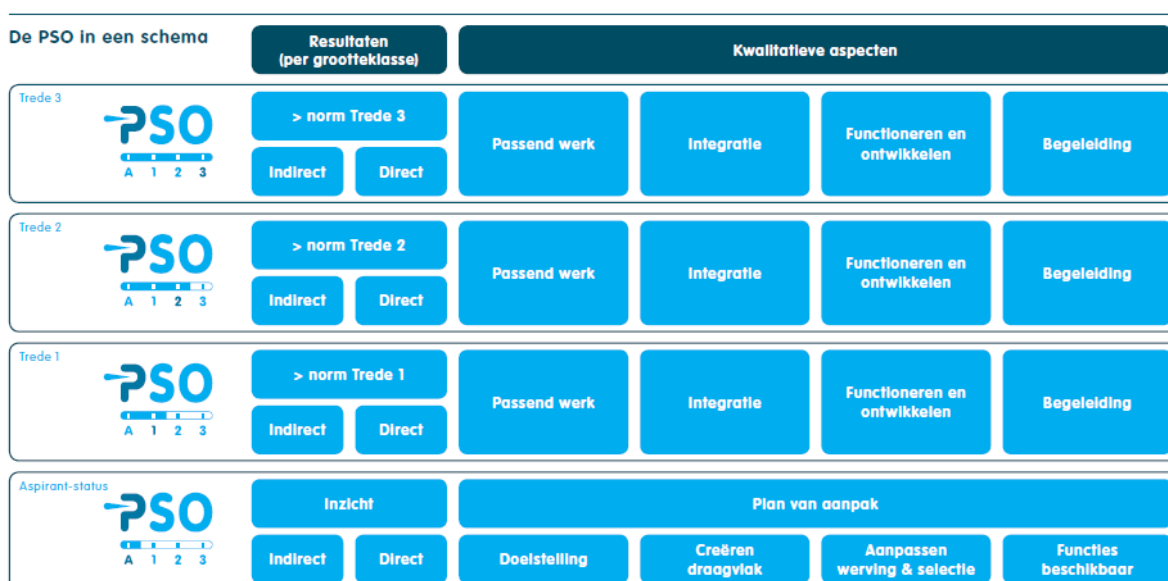 De PSO in een schema
Resultaten
(per grootteklasse)
Kwalitatieve aspecten
Trede 3
PSO
A 1 2 3
> norm Trede 3
Indirect
Direct
Passend werk
Integratie
Functioneren en
ontwikkelen
Begeleiding
Trede 2
PSO
A 1 2 3
> norm Trede 2
Indirect
Direct
Passend werk
Integratie
Functioneren en
ontwikkelen
Begeleiding
Trede 1
PSO
A 1 2 3
> norm Trede 1
Indirect
Direct
Passend werk
Integratie
Functioneren en
ontwikkelen
Begeleiding
Aspirant-status
PSO
A 1 2 3
Inzicht
Indirect
Direct
Plan van aanpak
Doelstelling
Creëren
draagvlak
Aanpassen
werving & selectie
Functies
beschikbaar